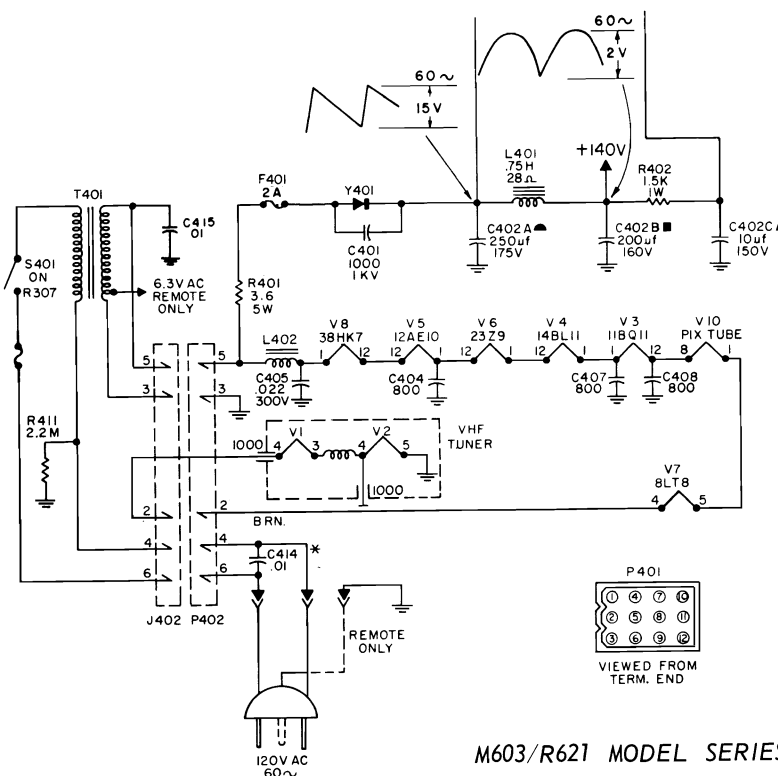 60~
2V
60~
15V
L401
.75H
28Ω
+140V
R402
1.5K
1W
F401
2A
Y401
T401
C415
.01
C401
1000
1KV
C402A
250µf
175V
C402B
200µf
160V
C402C
10µf
150V
S401
ON
R307
6.3V AC
REMOTE
ONLY
R401
3.6
5W
L402
V8
38HK7
V5
12AE10
V6
23Z9
V4
14BL11
V3
11BQ11
V10
PIX TUBE
5
5
12 1
12 1
12 1
12 1
1 12
8 1
3
3
C405
.022
300V
C404
800
C407
800
C408
800
R411
2.2M
1000
4
V1
3
4
V2
5
VHF
TUNER
1000
V7
8LT8
4 5
2
2
BRN.
4
4
*
C414
.01
6
6
J402
P402
REMOTE
ONLY
P401
1 4 7 10
2 5 8 11
3 6 9 12
VIEWED FROM
TERM. END
120V AC
60~
M603/R621 MODEL SERIES